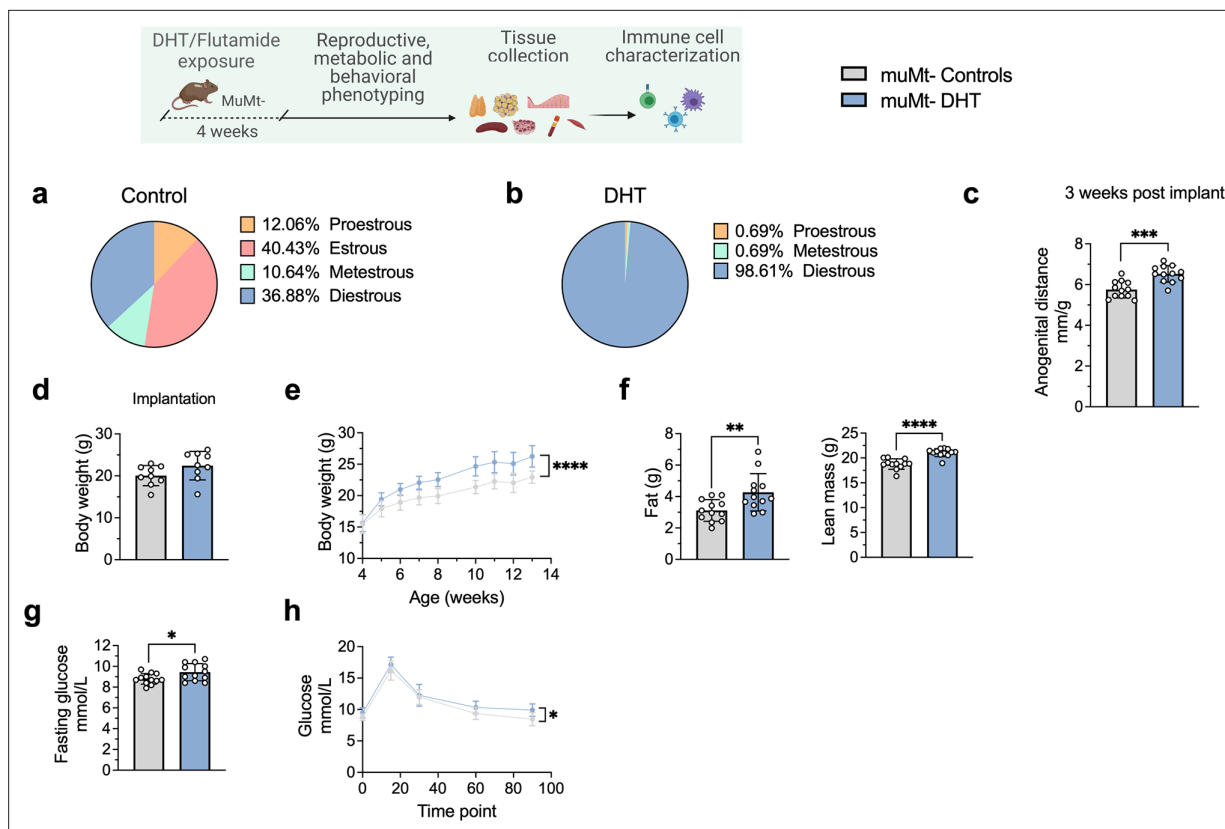 DHT/Flutamide
exposure
MuMt-
4 weeks
Reproductive,
metabolic and
behavioral
phenotyping
Tissue
collection
Immune cell
characterization
muMt- Controls
muMt- DHT
a
Control
12.06% Proestrous
40.43% Estrous
10.64% Metestrous
36.88% Diestrous
b
DHT
0.69% Proestrous
0.69% Metestrous
98.61% Diestrous
c
3 weeks post implant
Anogenital distance
mm/g
8
6
4
2
0
***
d
Implantation
Body weight (g)
30
20
10
0
e
Body weight (g)
30
25
20
15
10
4 6 8 10 12 14
Age (weeks)
****
f
Fat (g)
8
6
4
2
0
**
Lean mass (g)
25
20
15
10
5
0
****
g
Fasting glucose
mmol/L
12
10
8
6
4
2
0
*
h
Glucose
mmol/L
20
15
10
5
0
0 20 40 60 80 100
Time point
*